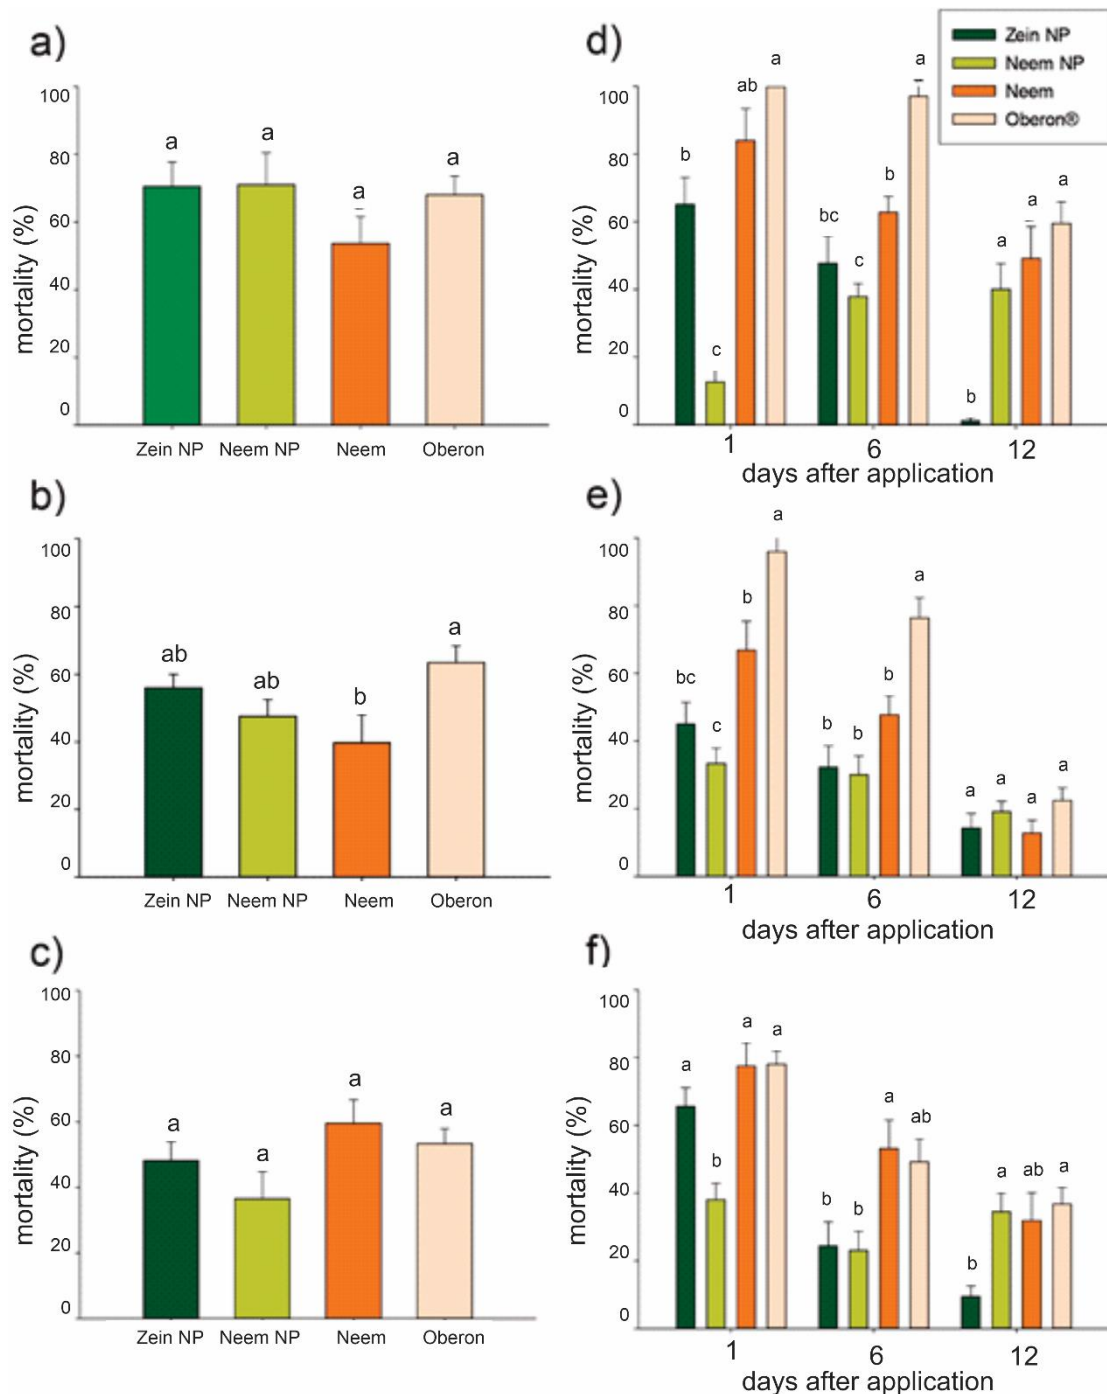 a)
mortality (%)
100
80
60
40
20
0
a
a
a
a
Zein NP
Neem NP
Neem
Oberon
d)
Zein NP
Neem NP
Neem
Oberon®
mortality (%)
100
80
60
40
20
0
b
c
ab
a
bc
c
b
a
b
a
a
a
1
6
12
days after application
b)
mortality (%)
100
80
60
40
20
0
ab
ab
b
a
Zein NP
Neem NP
Neem
Oberon
e)
mortality (%)
100
80
60
40
20
0
bc
c
b
a
b
b
b
a
a
a
a
a
1
6
12
days after application
c)
mortality (%)
100
80
60
40
20
0
a
a
a
a
Zein NP
Neem NP
Neem
Oberon
f)
mortality (%)
100
80
60
40
20
0
a
b
a
a
b
b
a
ab
b
a
ab
a
1
6
12
days after application